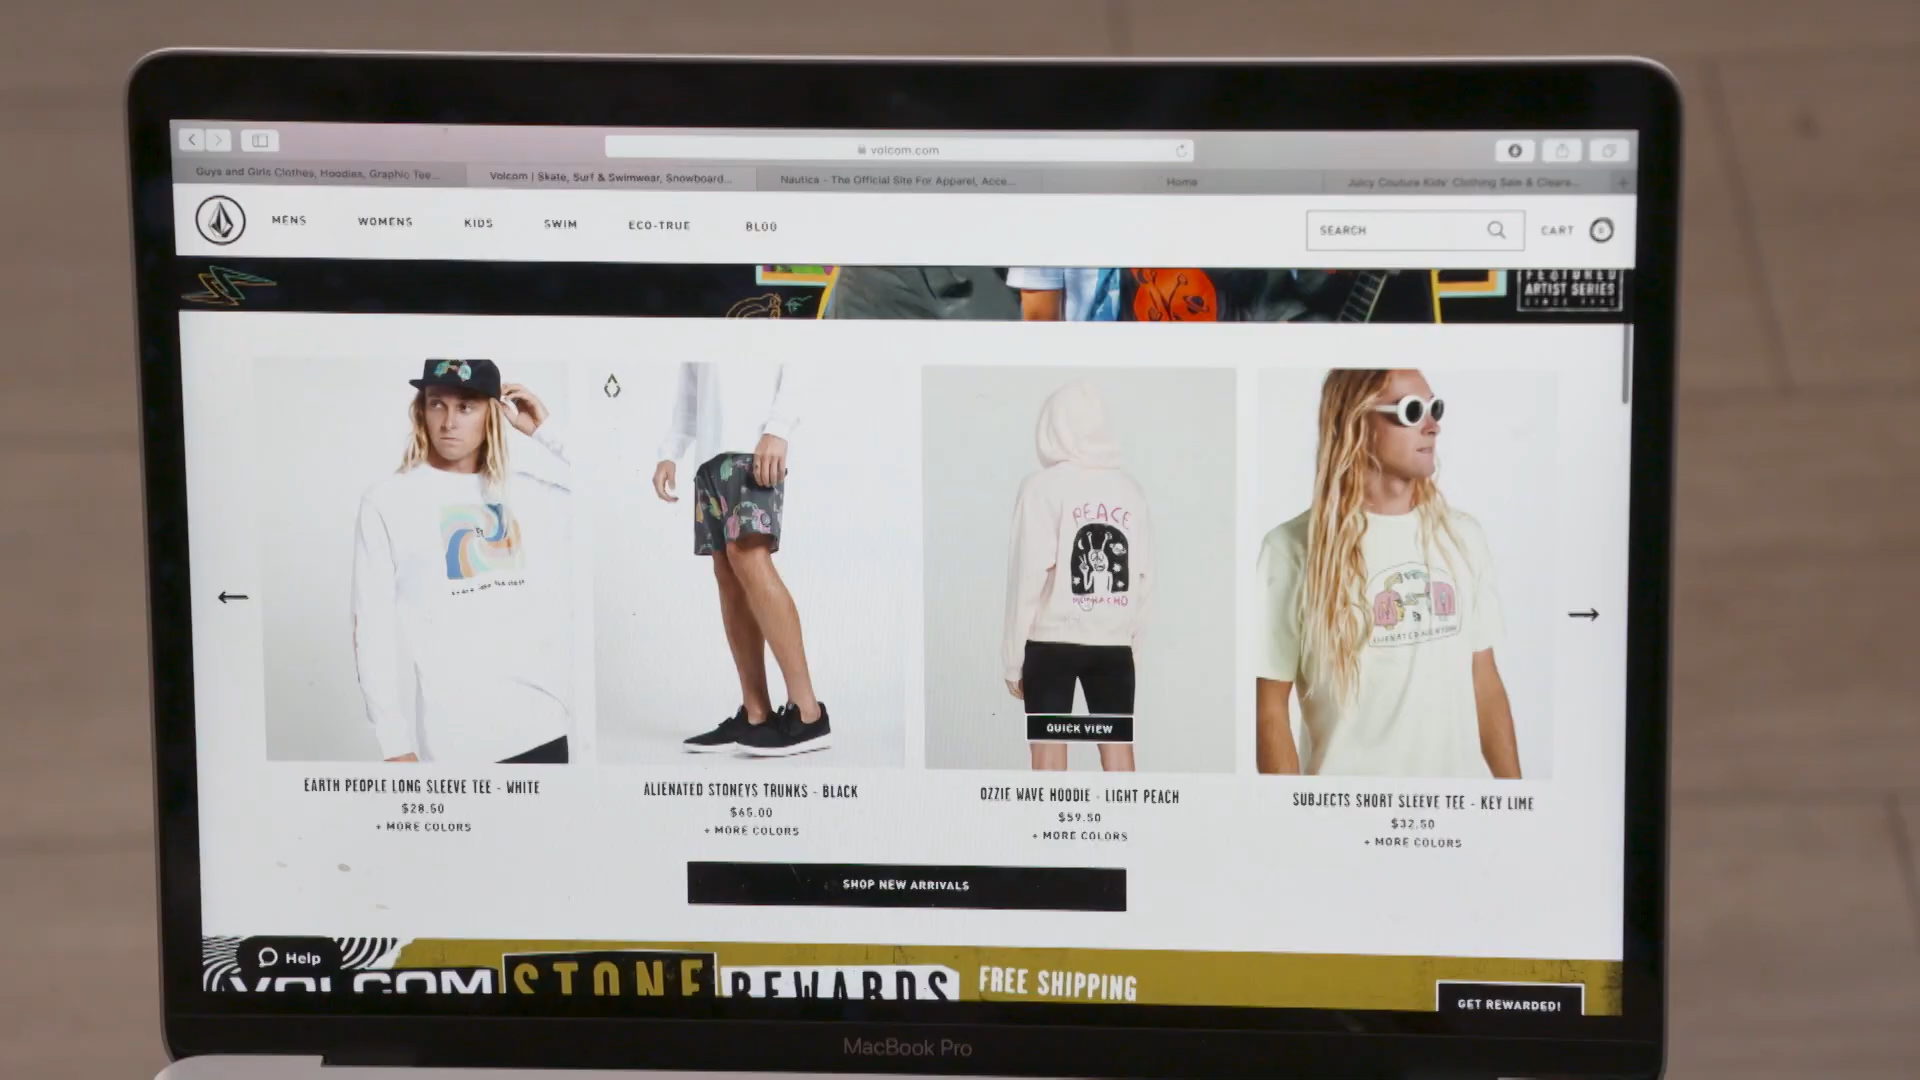 volcom.com
Guys and Girls Clothes, Hoodies, Graphic Tee...
Volcom | Skate, Surf & Swimwear, Snowboard...
Nautica - The Official Site For Apparel, Acce...
Home
Juicy Couture Kids' Clothing Sale & Cleara...
MENS
WOMENS
KIDS
SWIM
ECO-TRUE
BLOG
SEARCH
CART
0
FEATURED
ARTIST SERIES
PEACE
QUICK VIEW
EARTH PEOPLE LONG SLEEVE TEE - WHITE
$28.50
+ MORE COLORS
ALIENATED STONEYS TRUNKS - BLACK
$65.00
+ MORE COLORS
OZZIE WAVE HOODIE - LIGHT PEACH
$59.50
+ MORE COLORS
SUBJECTS SHORT SLEEVE TEE - KEY LIME
$32.50
+ MORE COLORS
SHOP NEW ARRIVALS
Help
VOLCOM STONE REWARDS FREE SHIPPING
GET REWARDED!
MacBook Pro